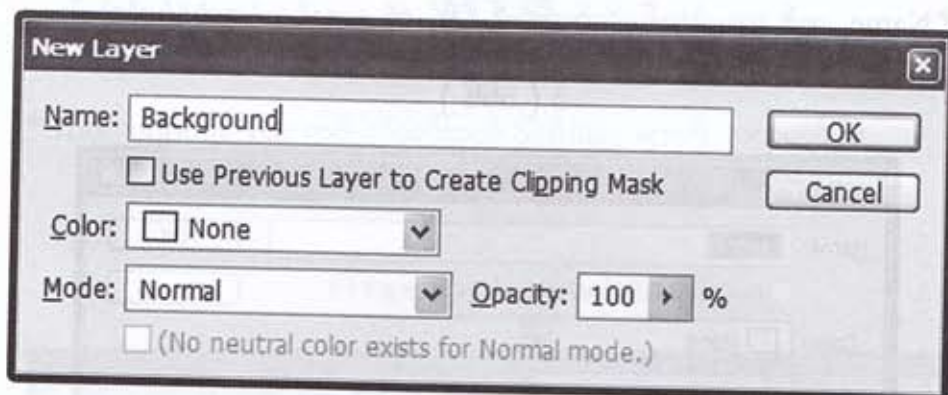 New Layer
Name: Background
OK
Use Previous Layer to Create Clipping Mask
Cancel
Color: None
Mode: Normal Opacity: 100 %
(No neutral color exists for Normal mode.)